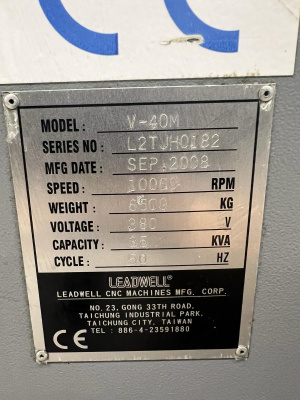 CE
MODEL : V-40M
SERIES NO : L2TJH0182
MFG DATE : SEP.2008
SPEED : RPM
WEIGHT : KG
VOLTAGE : 380 V
CAPACITY : KVA
CYCLE : HZ
LEADWELL®
LEADWELL CNC MACHINES MFG. CORP.
NO. 23, GONG 33TH ROAD,
TAICHUNG INDUSTRIAL PARK,
TAICHUNG CITY, TAIWAN
TEL : 886-4-23591880
CE